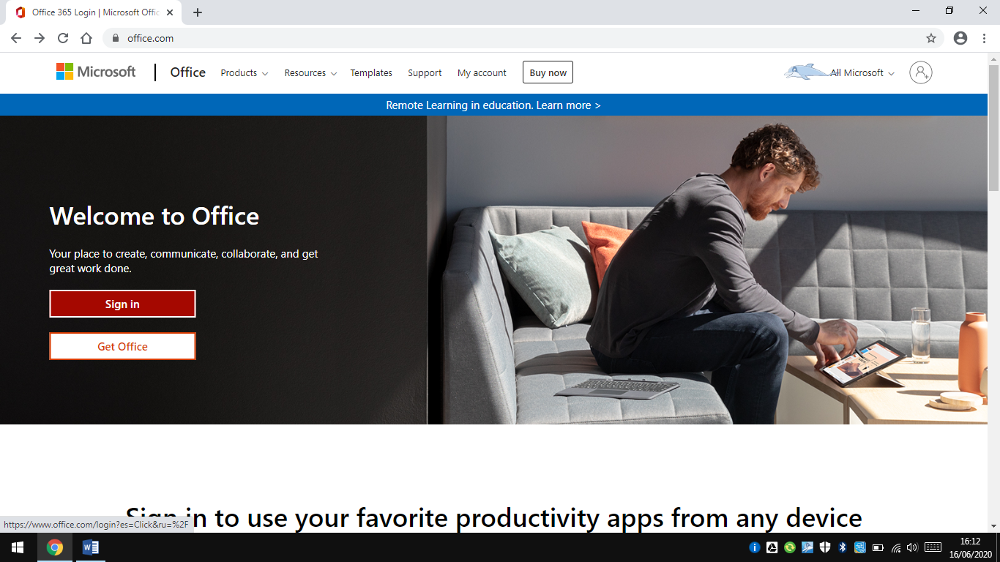 Office 365 Login | Microsoft Offic
office.com
Microsoft
Office
Products
Resources
Templates
Support
My account
Buy now
All Microsoft
Remote Learning in education. Learn more >
Welcome to Office
Your place to create, communicate, collaborate, and get
great work done.
Sign in
Get Office
Sign in to use your favorite productivity apps from any device
https://www.office.com/login?es=Click&ru=%2F
16:12
16/06/2020